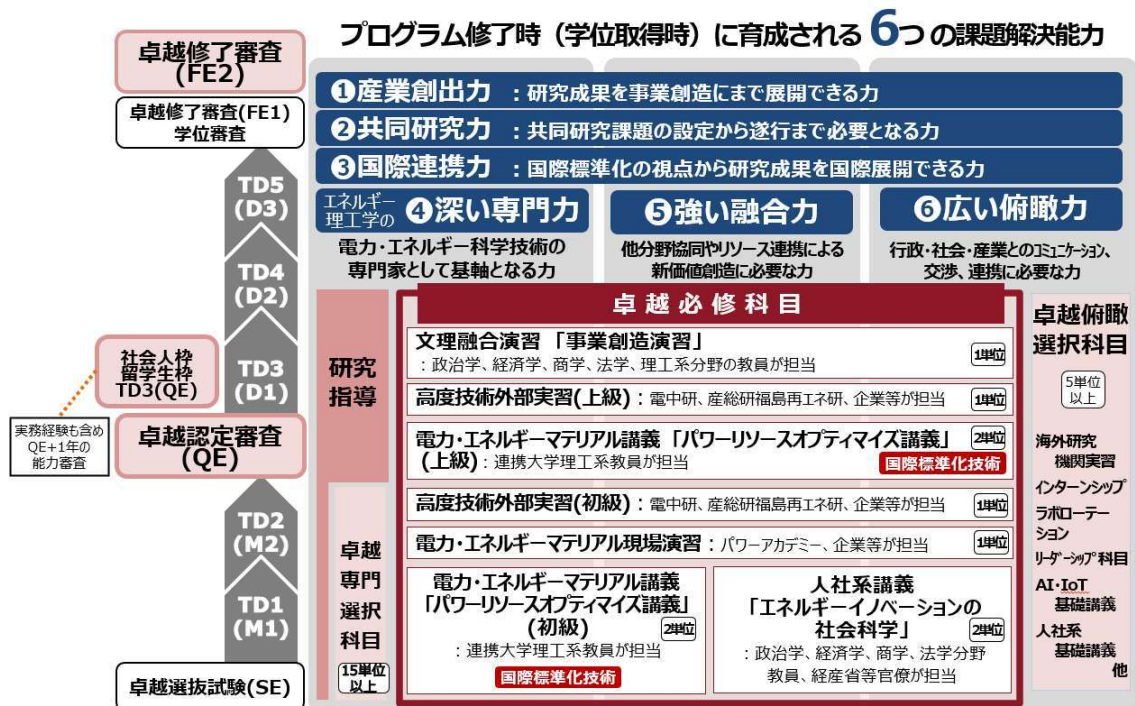 プログラム修了時（学位取得時）に育成される 6つ の課題解決能力
卓越修了審査
(FE2)
卓越修了審査(FE1)
学位審査
TD5
(D3)
TD4
(D2)
TD3
(D1)
社会人枠
留学生枠
TD3(QE)
実務経験も含め
QE+1年の
能力審査
卓越認定審査
(QE)
TD2
(M2)
TD1
(M1)
卓越選抜試験(SE)
❶産業創出力 ：研究成果を事業創造にまで展開できる力
❷共同研究力 ：共同研究課題の設定から遂行まで必要となる力
❸国際連携力 ：国際標準化の視点から研究成果を国際展開できる力
エネルギー
理工学の ❹深い専門力
電力・エネルギー科学技術の
専門家として基軸となる力
❺強い融合力
他分野協同やリソース連携による
新価値創造に必要な力
❻広い俯瞰力
行政・社会・産業とのコミュニケーション、
交渉、連携に必要な力
研究
指導
卓越
専門
選択
科目
15単位
以上
卓越必修科目
文理融合演習 「事業創造演習」
：政治学、経済学、商学、法学、理工系分野の教員が担当
1単位
高度技術外部実習(上級)：電中研、産総研福島再エネ研、企業等が担当 1単位
電力・エネルギーマテリアル講義 「パワーリソースオプティマイズ講義」 2単位
(上級)：連携大学理工系教員が担当
国際標準化技術
高度技術外部実習(初級)：電中研、産総研福島再エネ研、企業等が担当 1単位
電力・エネルギーマテリアル現場演習：パワーアカデミー、企業等が担当 1単位
電力・エネルギーマテリアル講義
「パワーリソースオプティマイズ講義」
(初級) 2単位
：連携大学理工系教員が担当
国際標準化技術
人社系講義
「エネルギーイノベーションの
社会科学」 2単位
：政治学、経済学、商学、法学分野
教員、経産省等官僚が担当
卓越俯瞰
選択科目
5単位
以上
海外研究
機関実習
インターンシップ
ラボローテー
ション
リーダーシップ科目
AI・IoT
基礎講義
人社系
基礎講義
他